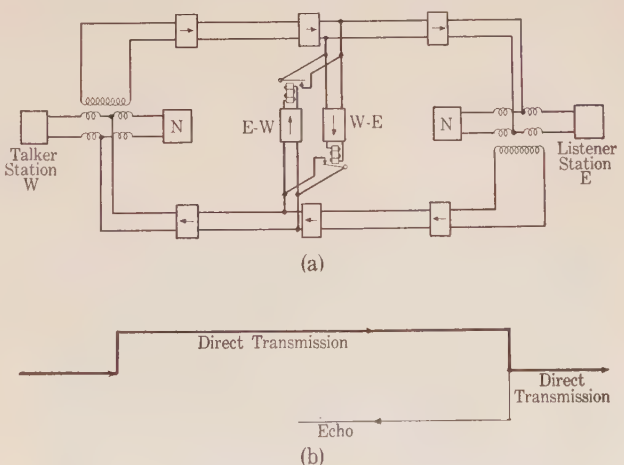 E-W
W-E
N
N
Talker
Station
W
Listener
Station
E
(a)
Direct Transmission
Direct
Transmission
Echo
(b)